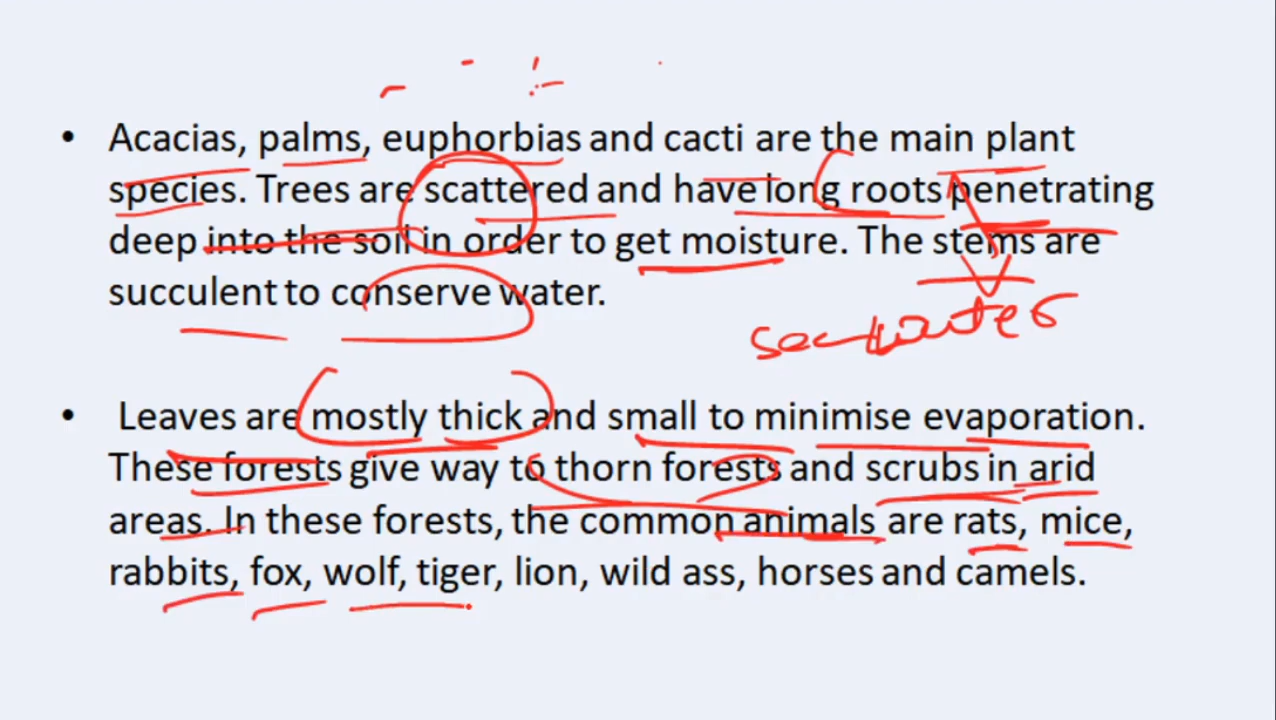 • Acacias, palms, euphorbias and cacti are the main plant
species. Trees are scattered and have long roots penetrating
deep into the soil in order to get moisture. The stems are
succulent to conserve water.
• Leaves are mostly thick and small to minimise evaporation.
These forests give way to thorn forests and scrubs in arid
areas. In these forests, the common animals are rats, mice,
rabbits, fox, wolf, tiger, lion, wild ass, horses and camels.